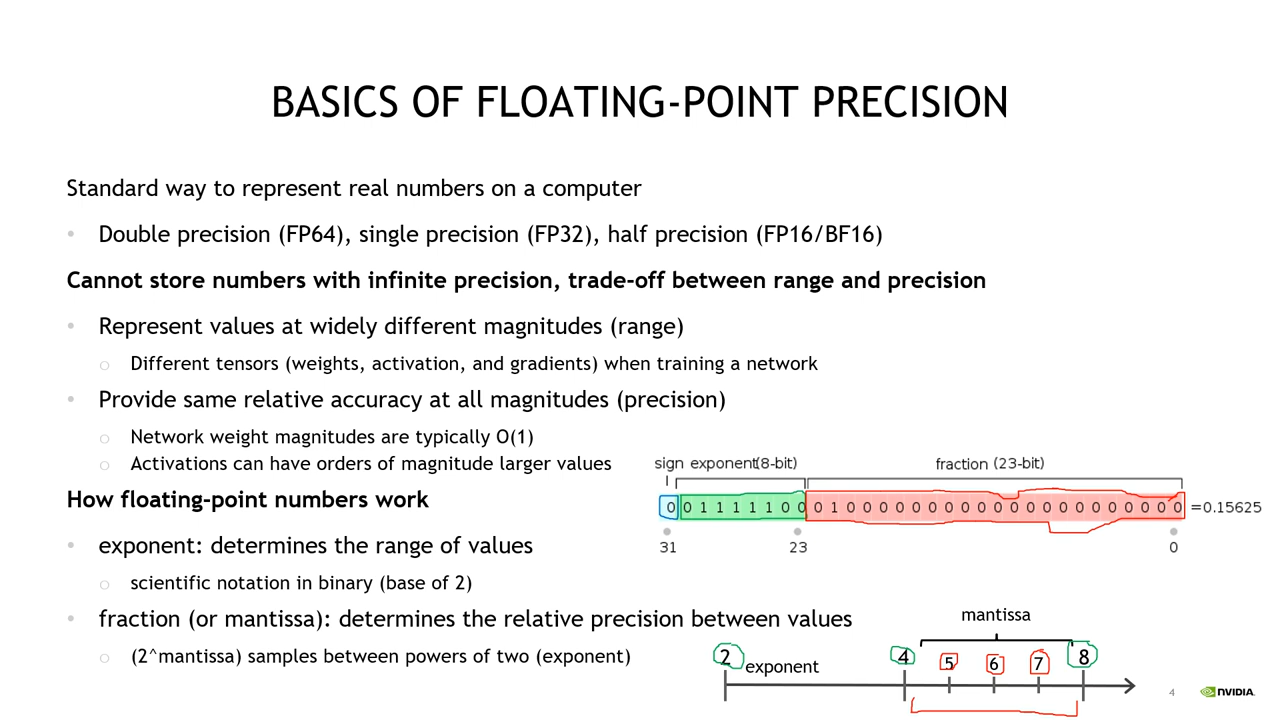 BASICS OF FLOATING-POINT PRECISION
Standard way to represent real numbers on a computer
• Double precision (FP64), single precision (FP32), half precision (FP16/BF16)
Cannot store numbers with infinite precision, trade-off between range and precision
• Represent values at widely different magnitudes (range)
○ Different tensors (weights, activation, and gradients) when training a network
• Provide same relative accuracy at all magnitudes (precision)
○ Network weight magnitudes are typically O(1)
○ Activations can have orders of magnitude larger values
sign exponent(8-bit) fraction (23-bit)
How floating-point numbers work
0 0 1 1 1 1 1 0 0 0 1 0 0 0 0 0 0 0 0 0 0 0 0 0 0 0 0 0 0 0 0 0 =0.15625
31 23 0
• exponent: determines the range of values
○ scientific notation in binary (base of 2)
• fraction (or mantissa): determines the relative precision between values
○ (2^mantissa) samples between powers of two (exponent)
mantissa
2 exponent 4 5 6 7 8
4 NVIDIA.